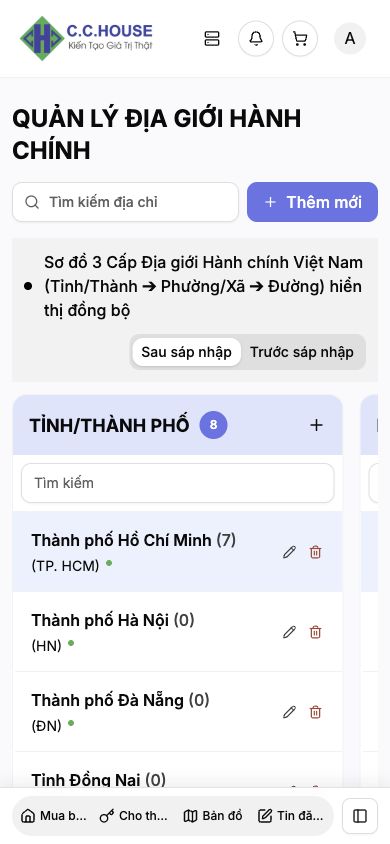 C.C.HOUSE
Kiến Tạo Giá Trị Thật
A
QUẢN LÝ ĐỊA GIỚI HÀNH
CHÍNH
Tìm kiếm địa chỉ
+ Thêm mới
Sơ đồ 3 Cấp Địa giới Hành chính Việt Nam
(Tỉnh/Thành ➔ Phường/Xã ➔ Đường) hiển
thị đồng bộ
Sau sáp nhập
Trước sáp nhập
TỈNH/THÀNH PHỐ 8 +
Tìm kiếm
Thành phố Hồ Chí Minh (7)
(TP. HCM)
Thành phố Hà Nội (0)
(HN)
Thành phố Đà Nẵng (0)
(ĐN)
Tỉnh Đồng Nai (0)
Mua b... Cho th... Bản đồ Tin đă...